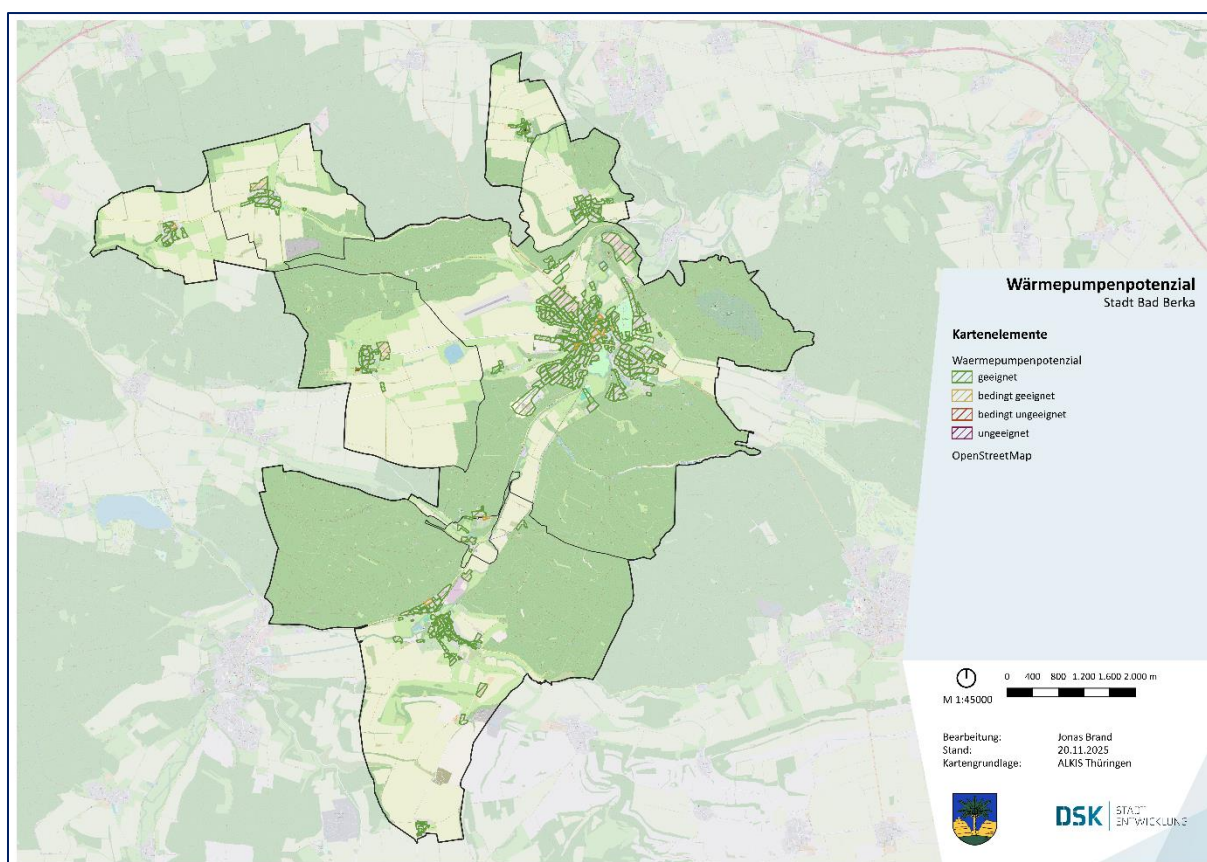 Wärmepumpenpotenzial
Stadt Bad Berka
Kartenelemente
Waermepumpenpotenzial
geeignet
bedingt geeignet
bedingt ungeeignet
ungeeignet
OpenStreetMap
M 1:45000
0 400 800 1.200 1.600 2.000 m
Bearbeitung: Jonas Brand
Stand: 20.11.2025
Kartengrundlage: ALKIS Thüringen
DSK STADT
ENTWICKLUNG